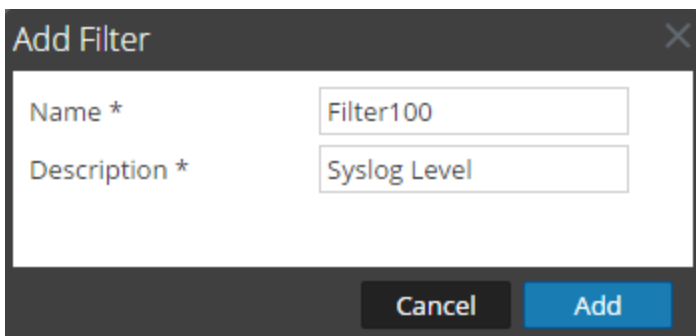 Add Filter
Name * Filter100
Description * Syslog Level
Cancel Add